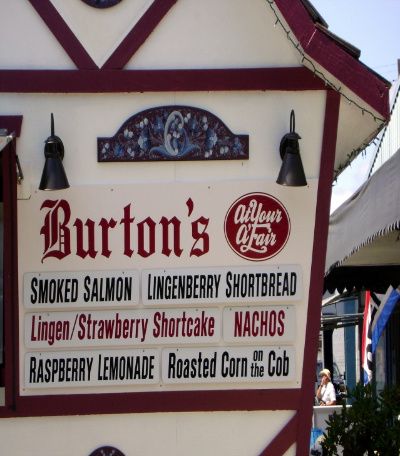 Burton's
At Your
A'Fair
SMOKED SALMON
LINGENBERRY SHORTBREAD
Lingen/Strawberry Shortcake
NACHOS
RASPBERRY LEMONADE
Roasted Corn on the Cob